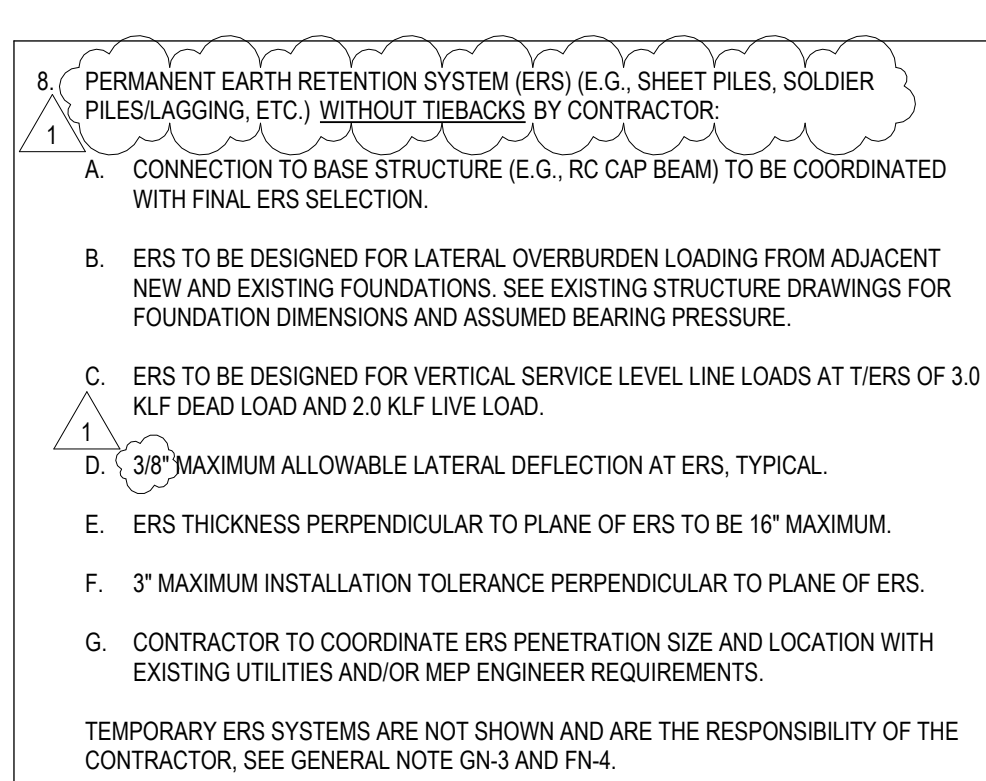 8. PERMANENT EARTH RETENTION SYSTEM (ERS) (E.G., SHEET PILES, SOLDIER
PILES/LAGGING, ETC.) WITHOUT TIEBACKS BY CONTRACTOR:
1
A. CONNECTION TO BASE STRUCTURE (E.G., RC CAP BEAM) TO BE COORDINATED
WITH FINAL ERS SELECTION.
B. ERS TO BE DESIGNED FOR LATERAL OVERBURDEN LOADING FROM ADJACENT
NEW AND EXISTING FOUNDATIONS. SEE EXISTING STRUCTURE DRAWINGS FOR
FOUNDATION DIMENSIONS AND ASSUMED BEARING PRESSURE.
C. ERS TO BE DESIGNED FOR VERTICAL SERVICE LEVEL LINE LOADS AT T/ERS OF 3.0
KLF DEAD LOAD AND 2.0 KLF LIVE LOAD.
1
D. 3/8" MAXIMUM ALLOWABLE LATERAL DEFLECTION AT ERS, TYPICAL.
E. ERS THICKNESS PERPENDICULAR TO PLANE OF ERS TO BE 16" MAXIMUM.
F. 3" MAXIMUM INSTALLATION TOLERANCE PERPENDICULAR TO PLANE OF ERS.
G. CONTRACTOR TO COORDINATE ERS PENETRATION SIZE AND LOCATION WITH
EXISTING UTILITIES AND/OR MEP ENGINEER REQUIREMENTS.
TEMPORARY ERS SYSTEMS ARE NOT SHOWN AND ARE THE RESPONSIBILITY OF THE
CONTRACTOR, SEE GENERAL NOTE GN-3 AND FN-4.